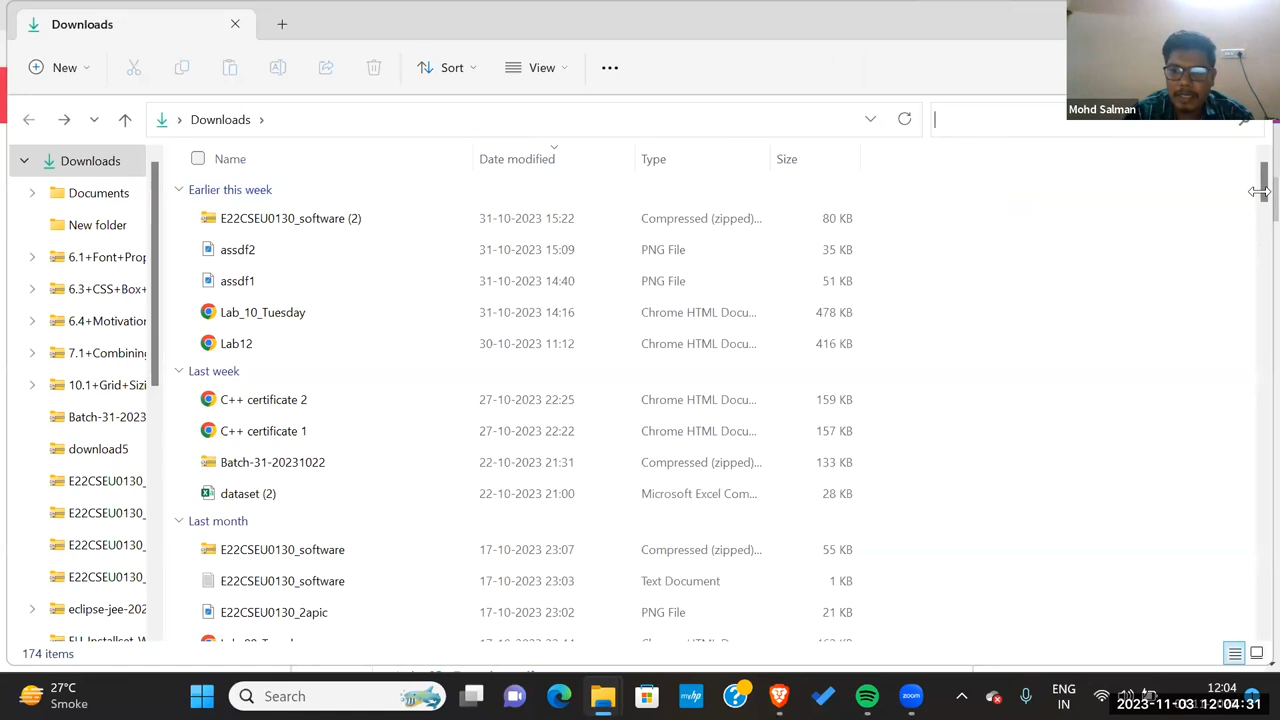 Downloads
New
Sort
View
Mohd Salman
Downloads
Downloads
Name
Date modified
Type
Size
Documents
New folder
6.1+Font+Prop
6.3+CSS+Box+
6.4+Motivation
7.1+Combining
10.1+Grid+Sizi
Batch-31-2023
download5
E22CSEU0130_
E22CSEU0130_
E22CSEU0130_
E22CSEU0130_
eclipse-jee-202
Earlier this week
E22CSEU0130_software (2) 31-10-2023 15:22 Compressed (zipped)... 80 KB
assdf2 31-10-2023 15:09 PNG File 35 KB
assdf1 31-10-2023 14:40 PNG File 51 KB
Lab_10_Tuesday 31-10-2023 14:16 Chrome HTML Docu... 478 KB
Lab12 30-10-2023 11:12 Chrome HTML Docu... 416 KB
Last week
C++ certificate 2 27-10-2023 22:25 Chrome HTML Docu... 159 KB
C++ certificate 1 27-10-2023 22:22 Chrome HTML Docu... 157 KB
Batch-31-20231022 22-10-2023 21:31 Compressed (zipped)... 133 KB
dataset (2) 22-10-2023 21:00 Microsoft Excel Com... 28 KB
Last month
E22CSEU0130_software 17-10-2023 23:07 Compressed (zipped)... 55 KB
E22CSEU0130_software 17-10-2023 23:03 Text Document 1 KB
E22CSEU0130_2apic 17-10-2023 23:02 PNG File 21 KB
174 items
27°C
Smoke
Search
myhp
zoom
ENG
IN
12:04
2023-11-03 12:04:31